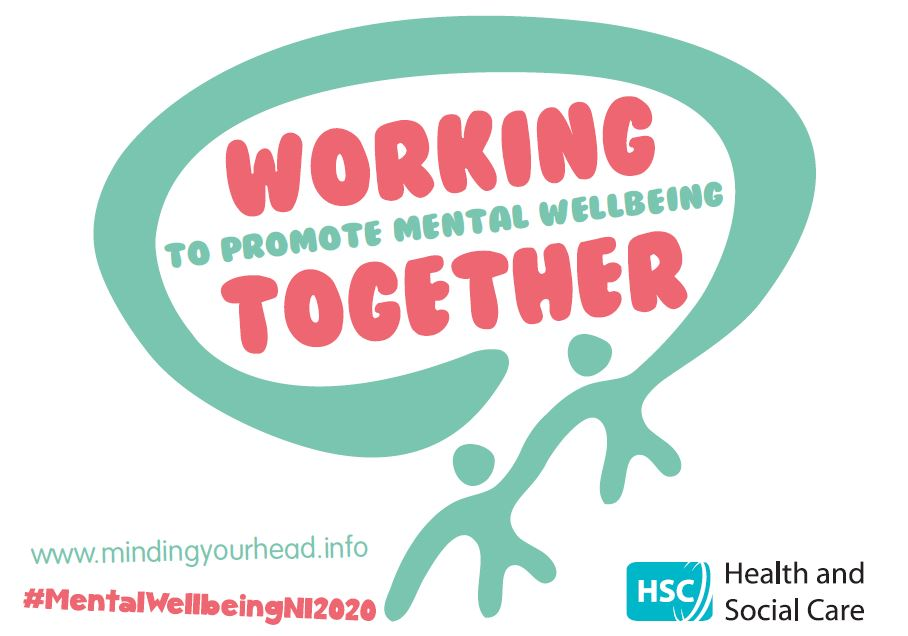 WORKING
TO PROMOTE MENTAL WELLBEING
TOGETHER
www.mindingyourhead.info
#MentalWellbeingNI2020
HSC
Health and
Social Care